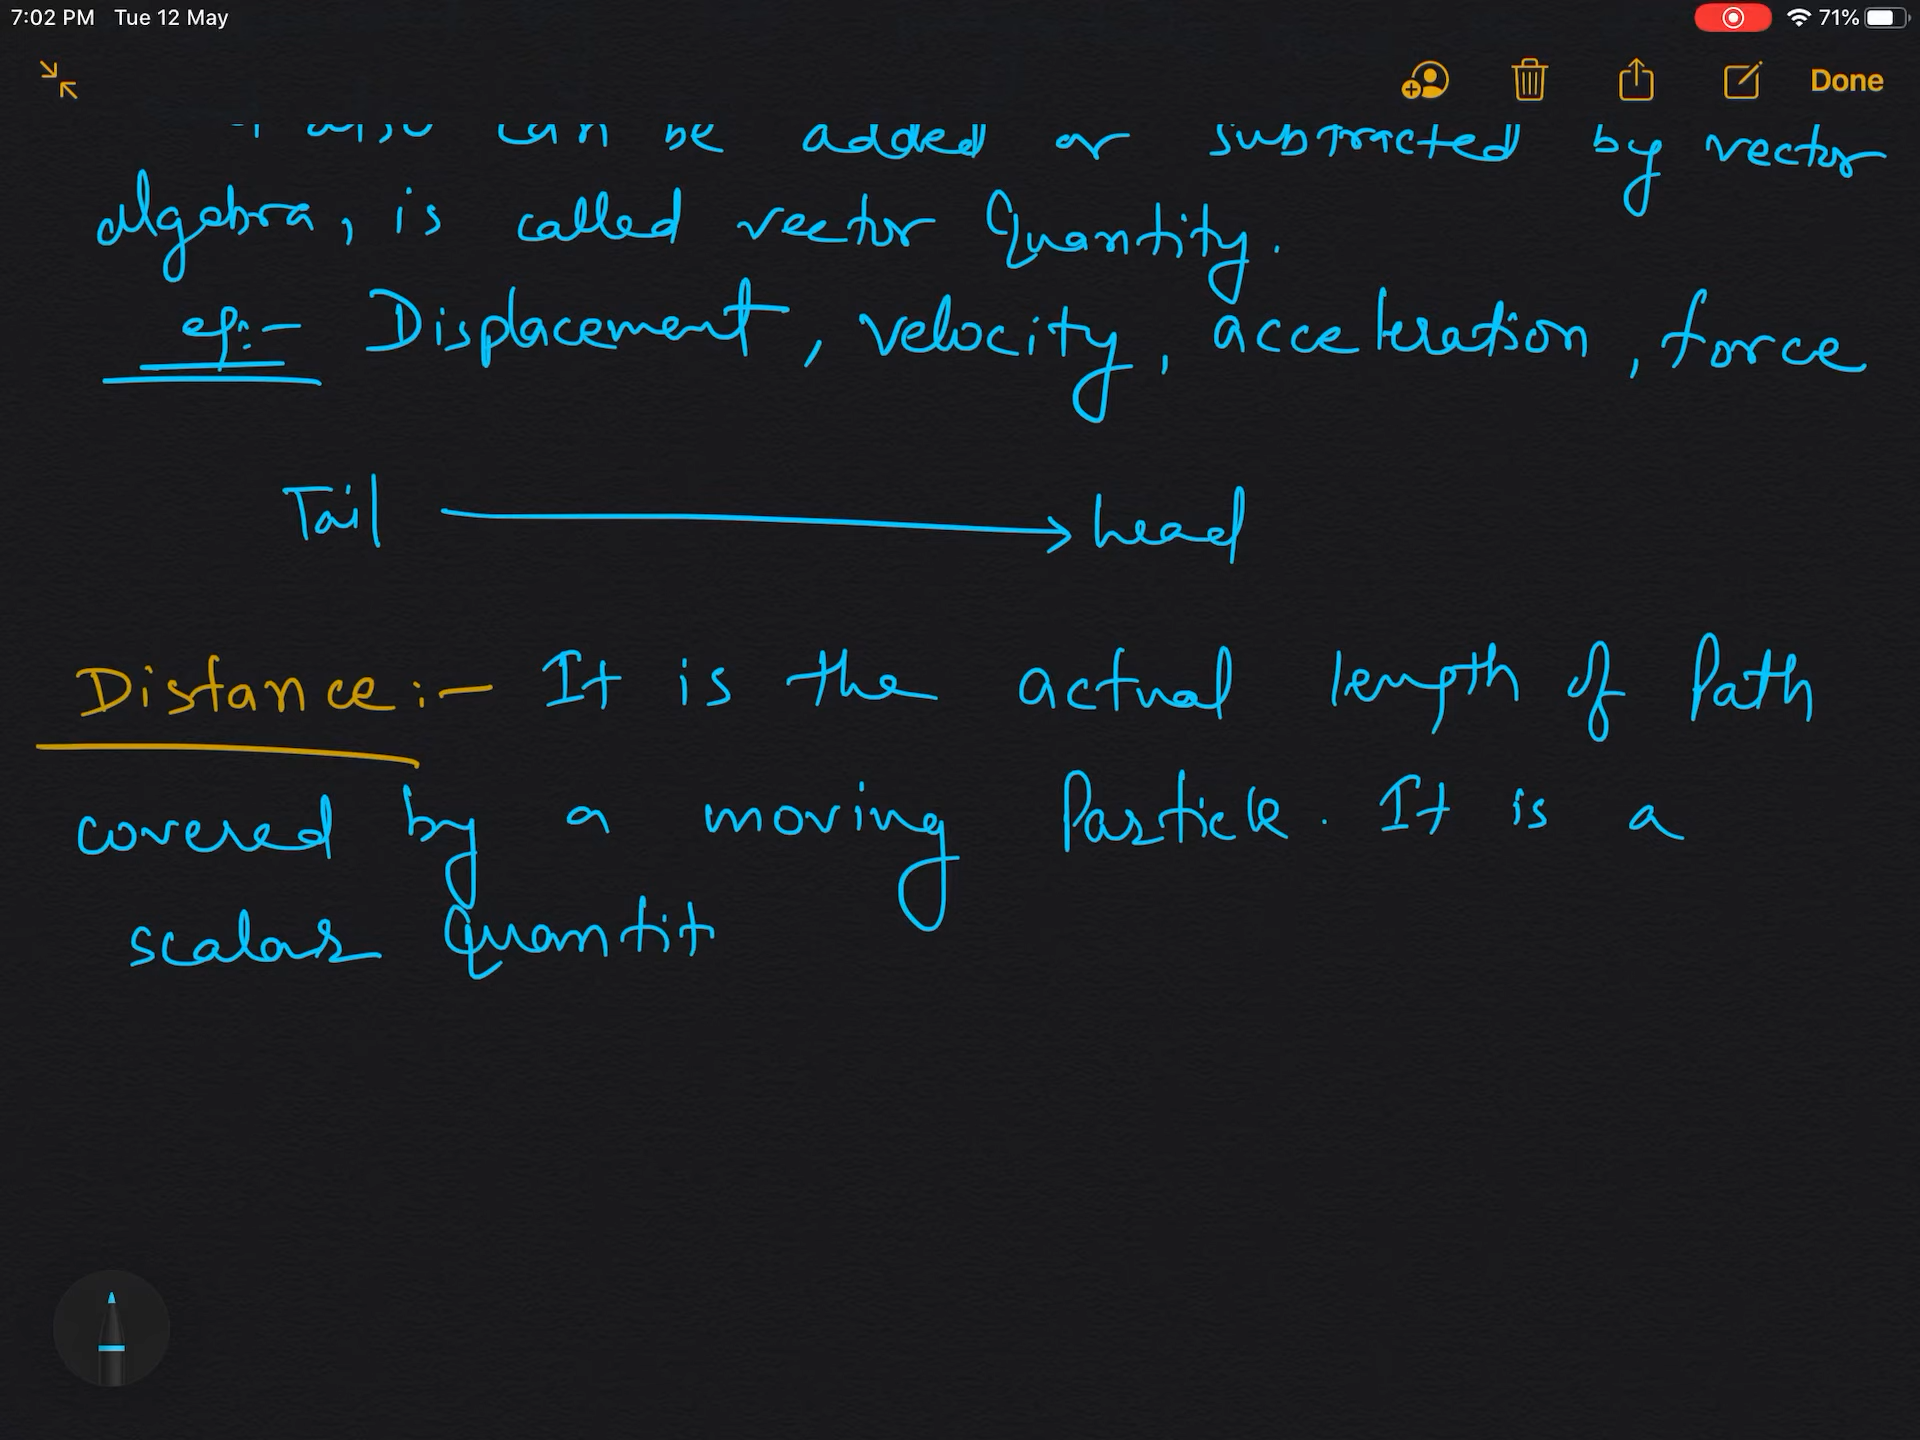 7:02 PM Tue 12 May
71%
Done
also can be added or subtracted by vector
algebra, is called vector Quantity.
eg:- Displacement, velocity, acceleration, force
Tail head
Distance:- It is the actual length of Path
covered by a moving Particle. It is a
scalar Quantit